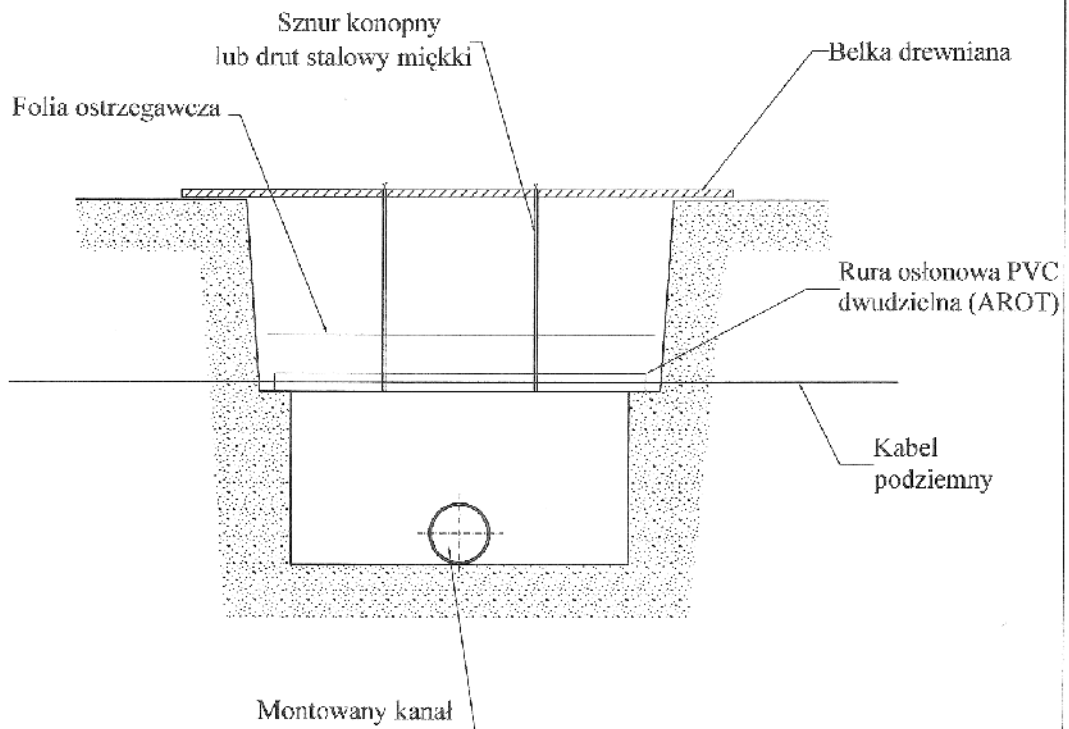 Sznur konopny
lub drut stalowy miękki
Belka drewniana
Folia ostrzegawcza
Rura osłonowa PVC
dwudzielna (AROT)
Kabel
podziemny
Montowany kanał